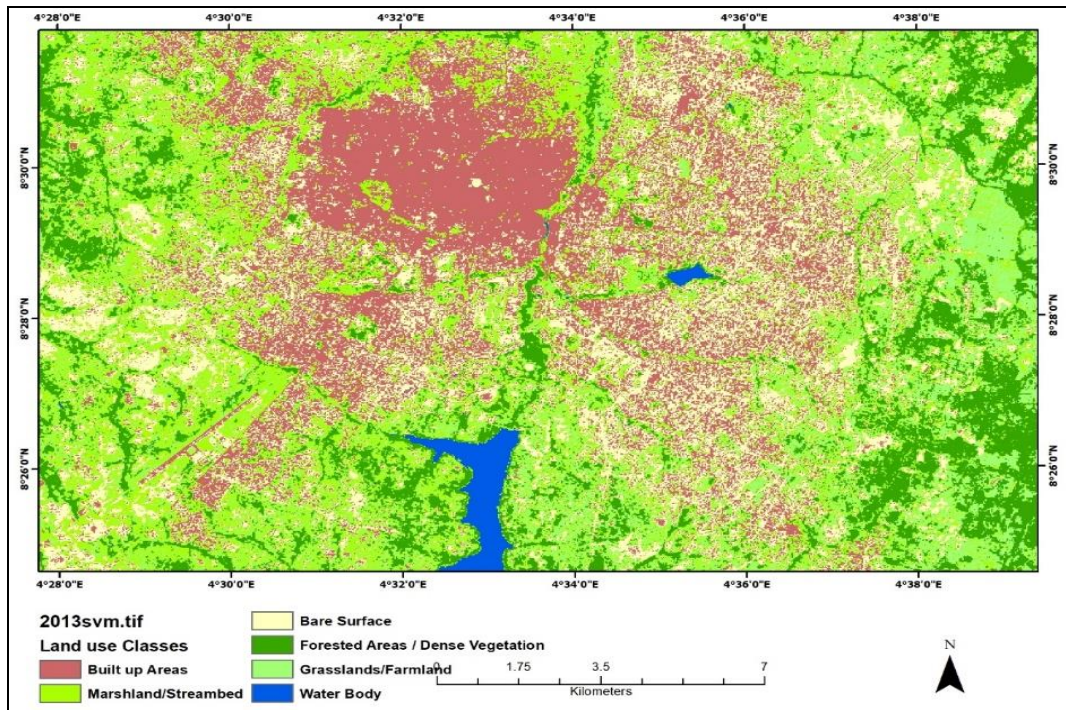 4°28'0"E 4°30'0"E 4°32'0"E 4°34'0"E 4°36'0"E 4°38'0"E
8°30'0"N 8°30'0"N
8°28'0"N 8°28'0"N
8°26'0"N 8°26'0"N
4°28'0"E 4°30'0"E 4°32'0"E 4°34'0"E 4°36'0"E 4°38'0"E
2013svm.tif
Land use Classes
Built up Areas
Marshland/Streambed
Bare Surface
Forested Areas / Dense Vegetation
Grasslands/Farmland
Water Body
0 1.75 3.5 7
Kilometers
N